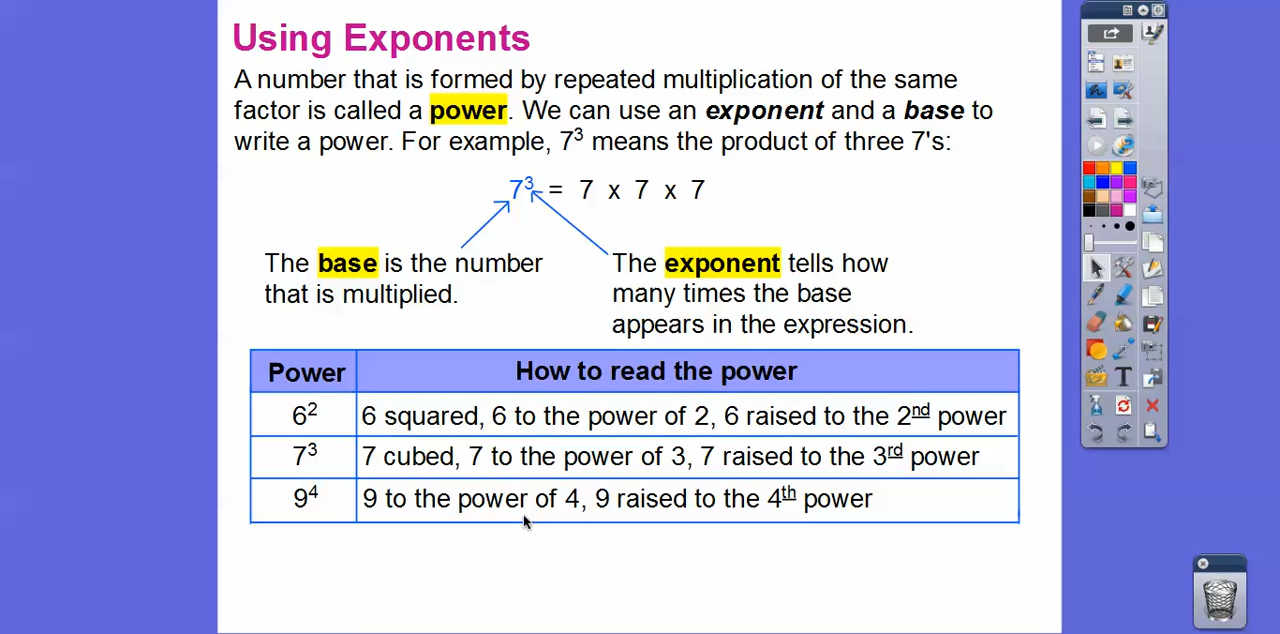 Using Exponents
A number that is formed by repeated multiplication of the same
factor is called a power. We can use an exponent and a base to
write a power. For example, 7³ means the product of three 7's:
7³ = 7 x 7 x 7
The base is the number
that is multiplied.
The exponent tells how
many times the base
appears in the expression.
Power How to read the power
6² 6 squared, 6 to the power of 2, 6 raised to the 2nd power
7³ 7 cubed, 7 to the power of 3, 7 raised to the 3rd power
9⁴ 9 to the power of 4, 9 raised to the 4th power